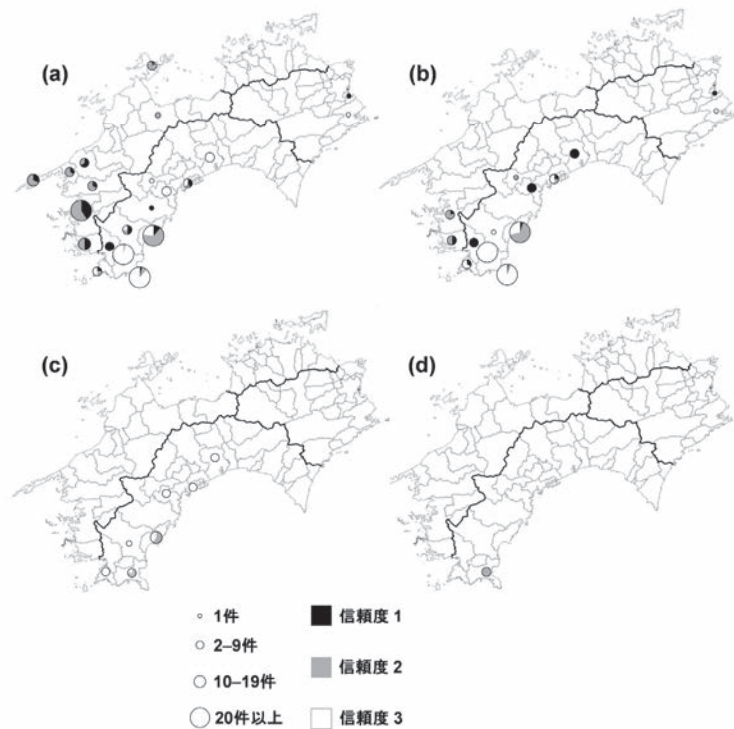 (a)
(b)
(c)
(d)
1件
2–9件
10–19件
20件以上
信頼度 1
信頼度 2
信頼度 3